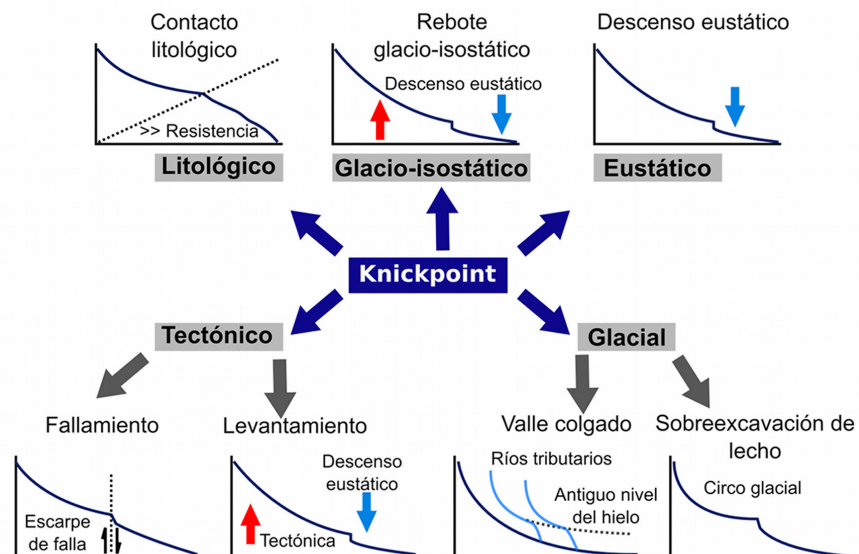 Contacto
litológico
>> Resistencia
Litológico
Rebote
glacio-isostático
Descenso eustático
Glacio-isostático
Descenso eustático
Eustático
Knickpoint
Tectónico
Glacial
Fallamiento
Escarpe
de falla
Levantamiento
Descenso
eustático
Tectónica
Valle colgado
Ríos tributarios
Antiguo nivel
del hielo
Sobreexcavación de
lecho
Circo glacial